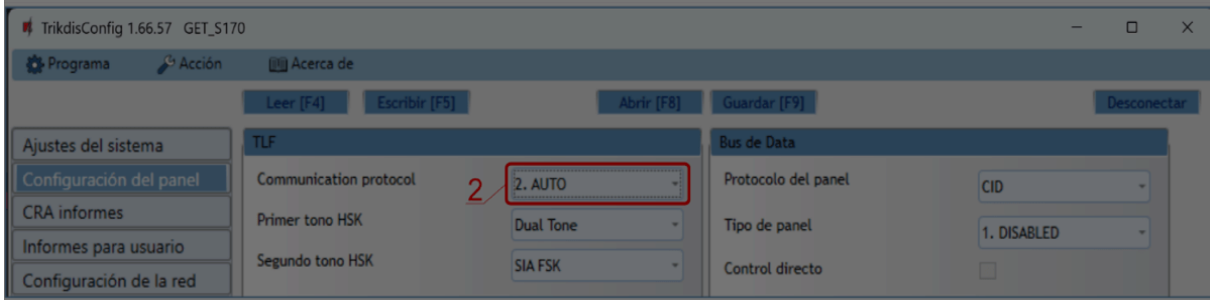 TrikdisConfig 1.66.57 GET_S170
Programa Acción Acerca de
Leer [F4] Escribir [F5] Abrir [F8] Guardar [F9] Desconectar
Ajustes del sistema
Configuración del panel
CRA informes
Informes para usuario
Configuración de la red
TLF
Communication protocol 2 2. AUTO
Primer tono HSK Dual Tone
Segundo tono HSK SIA FSK
Bus de Data
Protocolo del panel CID
Tipo de panel 1. DISABLED
Control directo